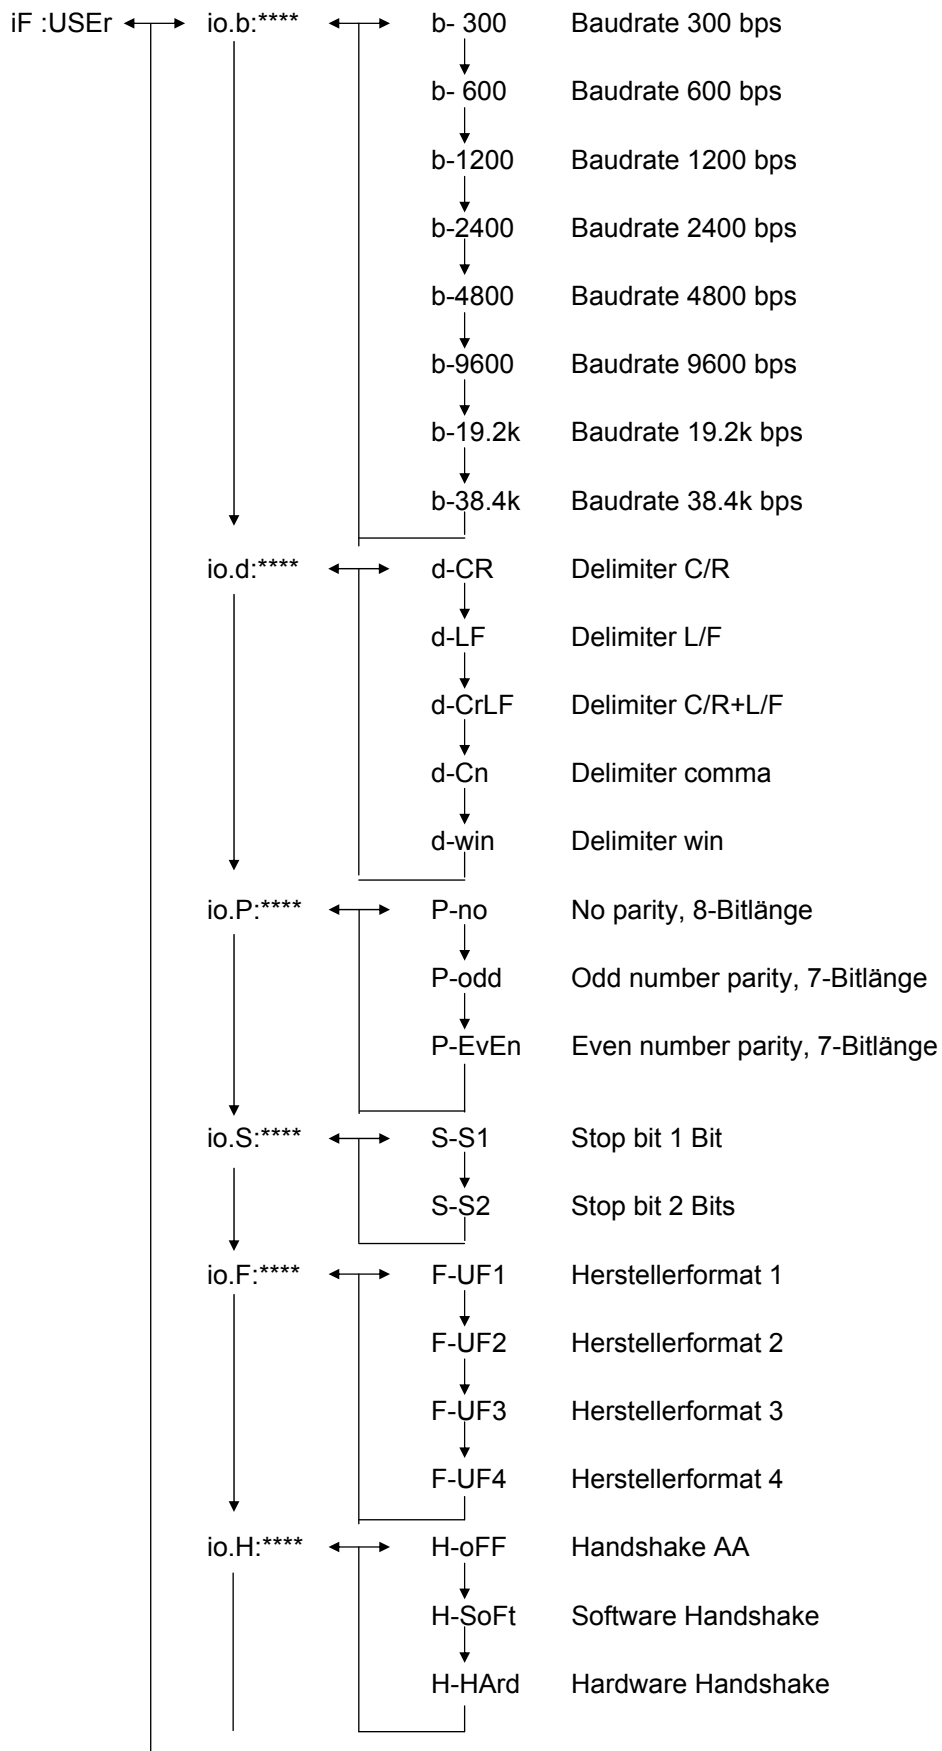 iF :USEr io.b:**** b- 300 Baudrate 300 bps
b- 600 Baudrate 600 bps
b-1200 Baudrate 1200 bps
b-2400 Baudrate 2400 bps
b-4800 Baudrate 4800 bps
b-9600 Baudrate 9600 bps
b-19.2k Baudrate 19.2k bps
b-38.4k Baudrate 38.4k bps
io.d:**** d-CR Delimiter C/R
d-LF Delimiter L/F
d-CrLF Delimiter C/R+L/F
d-Cn Delimiter comma
d-win Delimiter win
io.P:**** P-no No parity, 8-Bitlänge
P-odd Odd number parity, 7-Bitlänge
P-EvEn Even number parity, 7-Bitlänge
io.S:**** S-S1 Stop bit 1 Bit
S-S2 Stop bit 2 Bits
io.F:**** F-UF1 Herstellerformat 1
F-UF2 Herstellerformat 2
F-UF3 Herstellerformat 3
F-UF4 Herstellerformat 4
io.H:**** H-oFF Handshake AA
H-SoFt Software Handshake
H-HArd Hardware Handshake